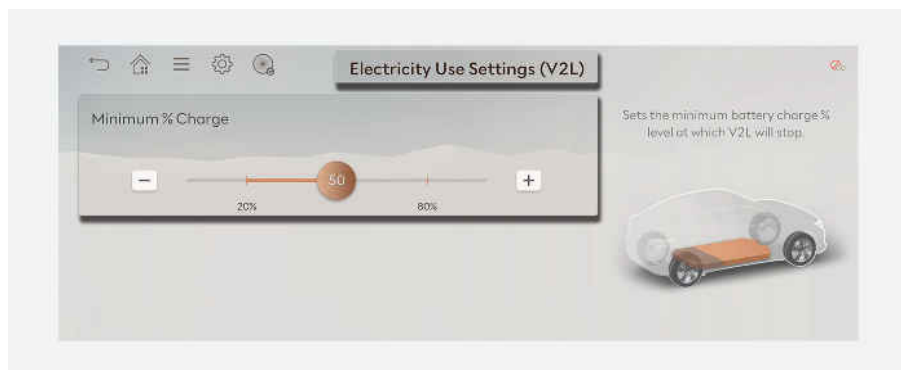 Electricity Use Settings (V2L)
Minimum % Charge
Sets the minimum battery charge %
level at which V2L will stop.
50
20%
80%